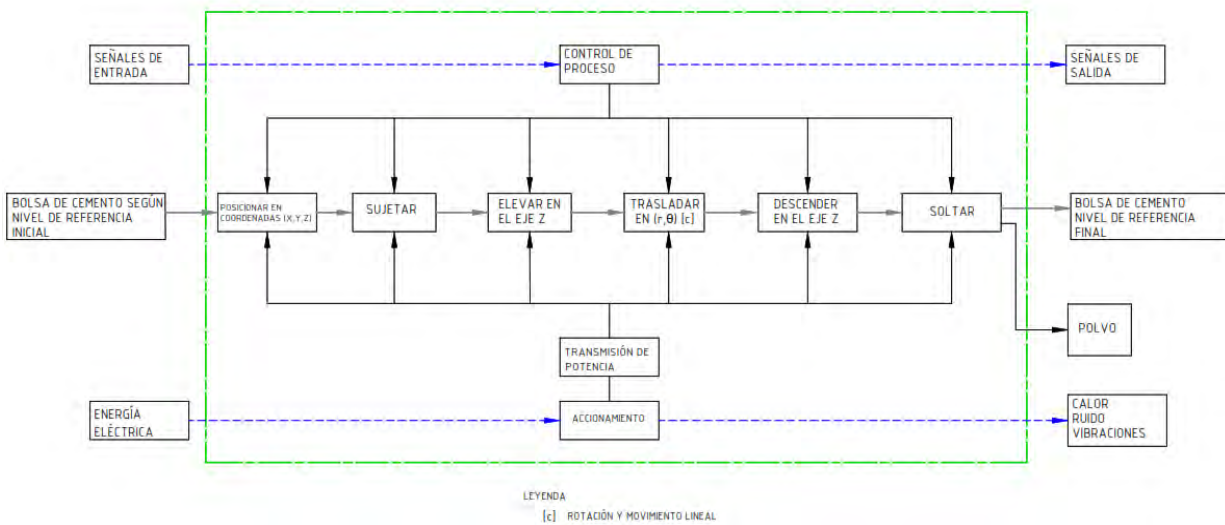 SEÑALES DE
ENTRADA
CONTROL DE
PROCESO
SEÑALES DE
SALIDA
BOLSA DE CEMENTO SEGÚN
NIVEL DE REFERENCIA
INICIAL
POSICIONAR EN
COORDENADAS (X,Y,Z)
SUJETAR
ELEVAR EN
EL EJE Z
TRASLADAR
EN (r,θ) [c]
DESCENDER
EN EL EJE Z
SOLTAR
BOLSA DE CEMENTO
NIVEL DE REFERENCIA
FINAL
POLVO
TRANSMISIÓN DE
POTENCIA
ENERGÍA
ELÉCTRICA
ACCIONAMIENTO
CALOR
RUIDO
VIBRACIONES
LEYENDA
[c] ROTACIÓN Y MOVIMIENTO LINEAL